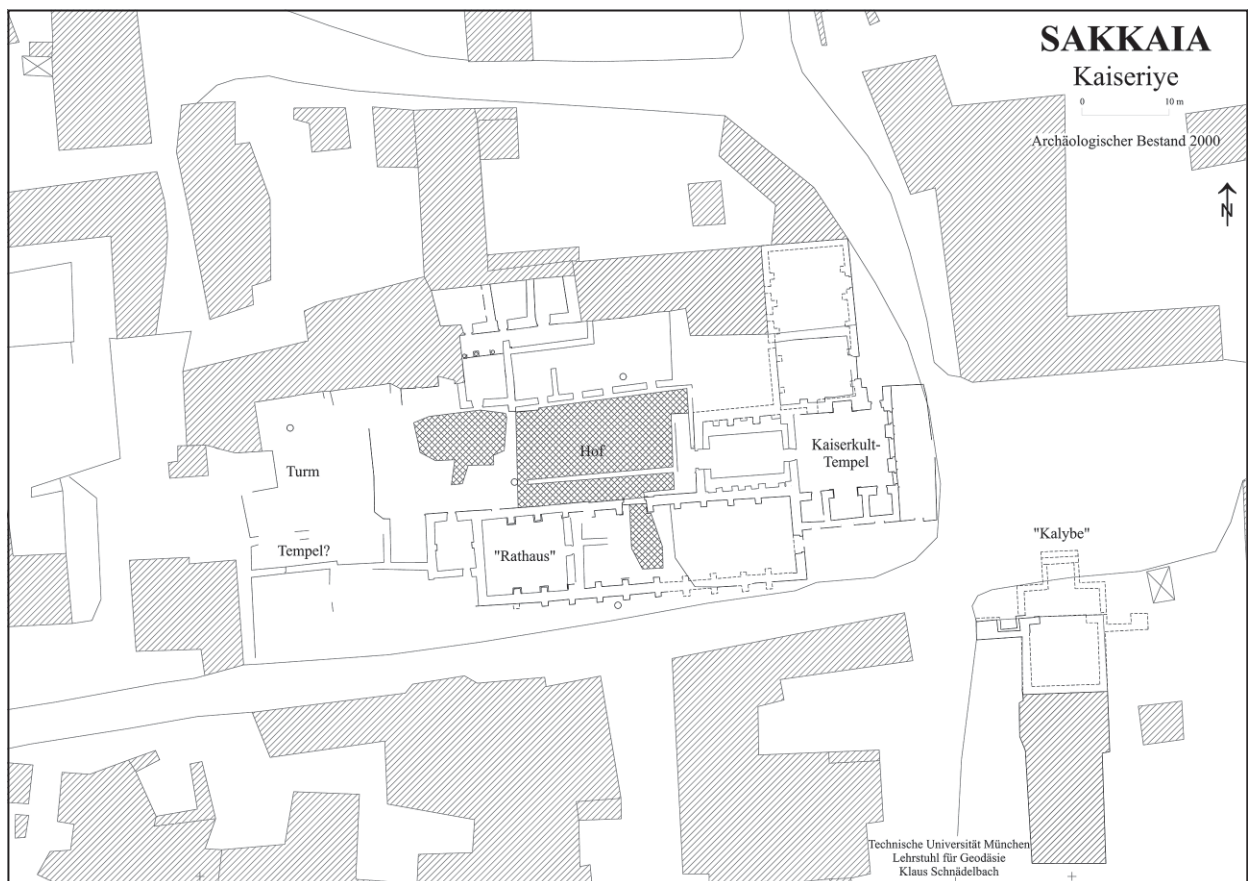 SAKKAIA
Kaiseriye
0 10 m
Archäologischer Bestand 2000
N
Hof
Kaiserkult-
Tempel
Turm
Tempel?
"Rathaus"
"Kalybe"
Technische Universität München
Lehrstuhl für Geodäsie
Klaus Schnädelbach